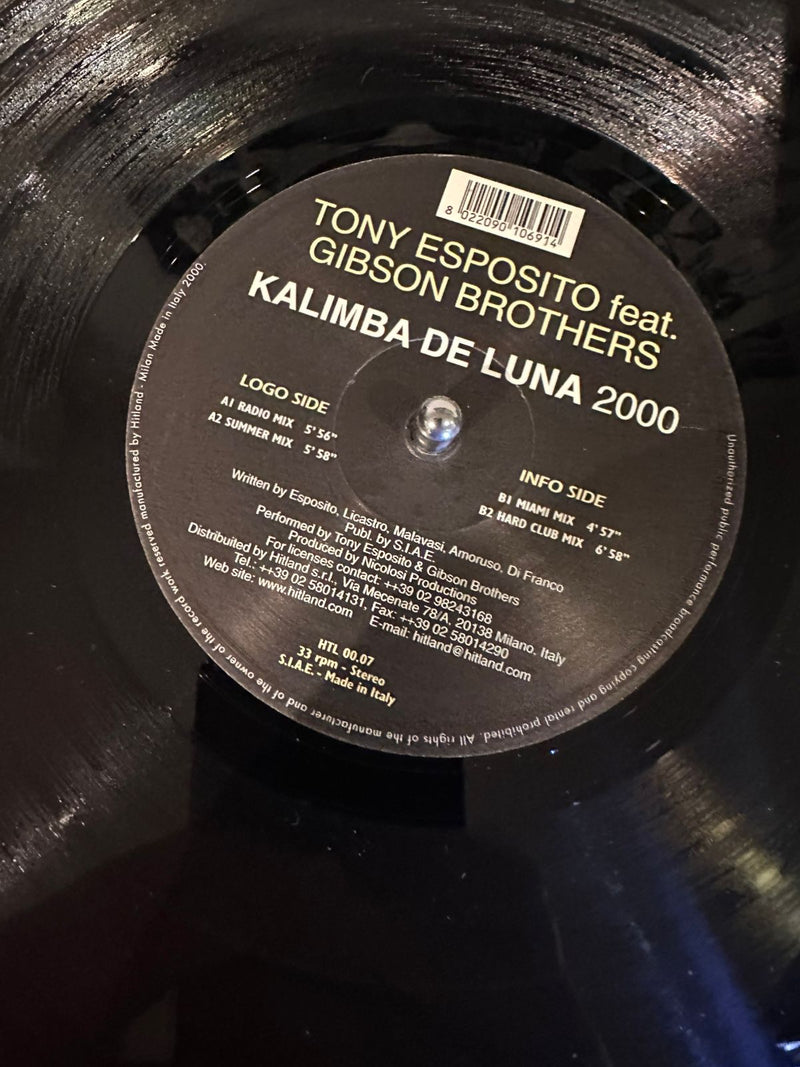 8 022090 106914
TONY ESPOSITO feat.
GIBSON BROTHERS
KALIMBA DE LUNA 2000
LOGO SIDE
A1 RADIO MIX 5'56"
A2 SUMMER MIX 5'58"
INFO SIDE
B1 MIAMI MIX 4'57"
B2 HARD CLUB MIX 6'58"
Written by Esposito, Licastro, Malavasi, Amoruso, Di Franco
Publ. by S.I.A.E.
Performed by Tony Esposito & Gibson Brothers
Produced by Nicolosi Productions
For licenses contact: ++39 02 98243168
Distribuited by Hitland s.r.l., Via Mecenate 78/A, 20138 Milano, Italy
Tel.: ++39 02 58014131, Fax: ++39 02 58014290
Web site: www.hitland.com E-mail: hitland@hitland.com
HTL 00.07
33 rpm - Stereo
S.I.A.E. - Made in Italy
Unauthorized public performance broadcasting copying and rental prohibited. All rights of the manufacturer and of the owner of the record work reserved manufactured by Hitland - Milan Made in Italy 2000.